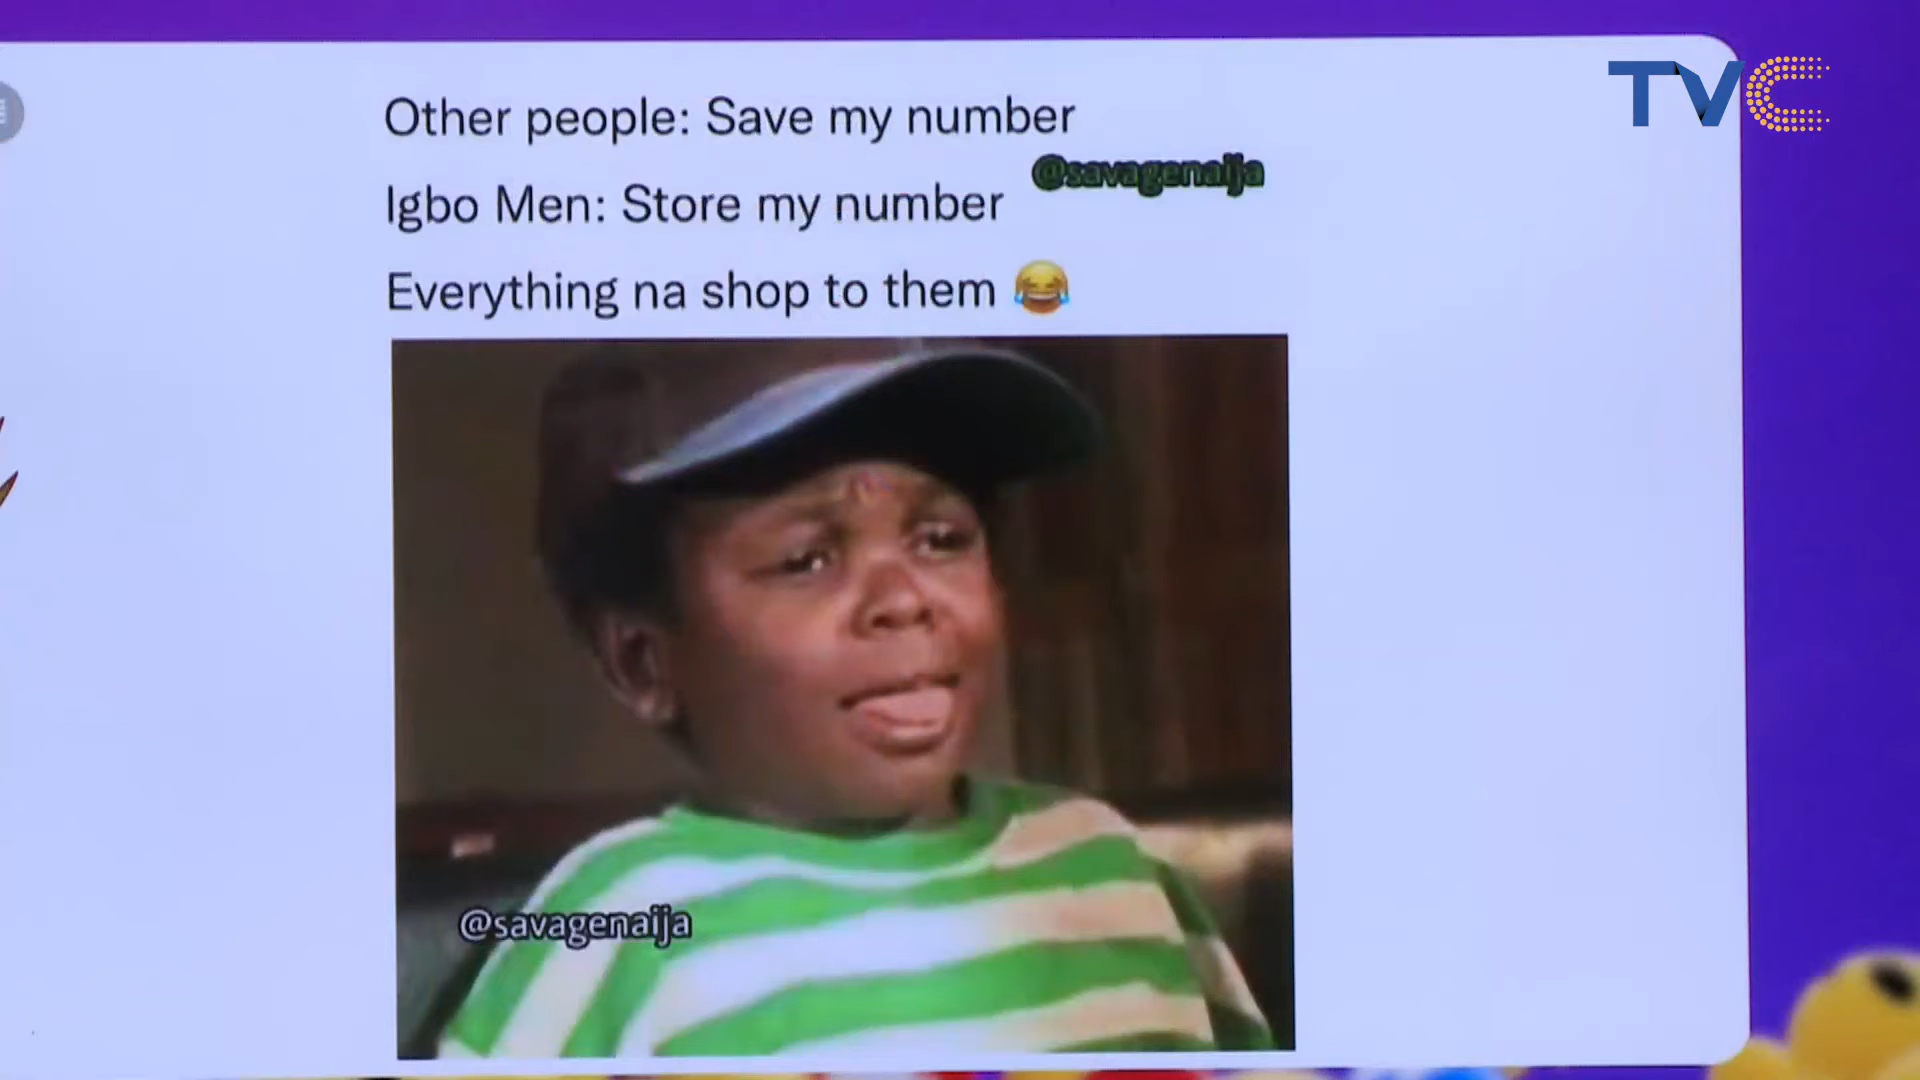 TVC
Other people: Save my number
@savagenaija
Igbo Men: Store my number
Everything na shop to them 😂
@savagenaija